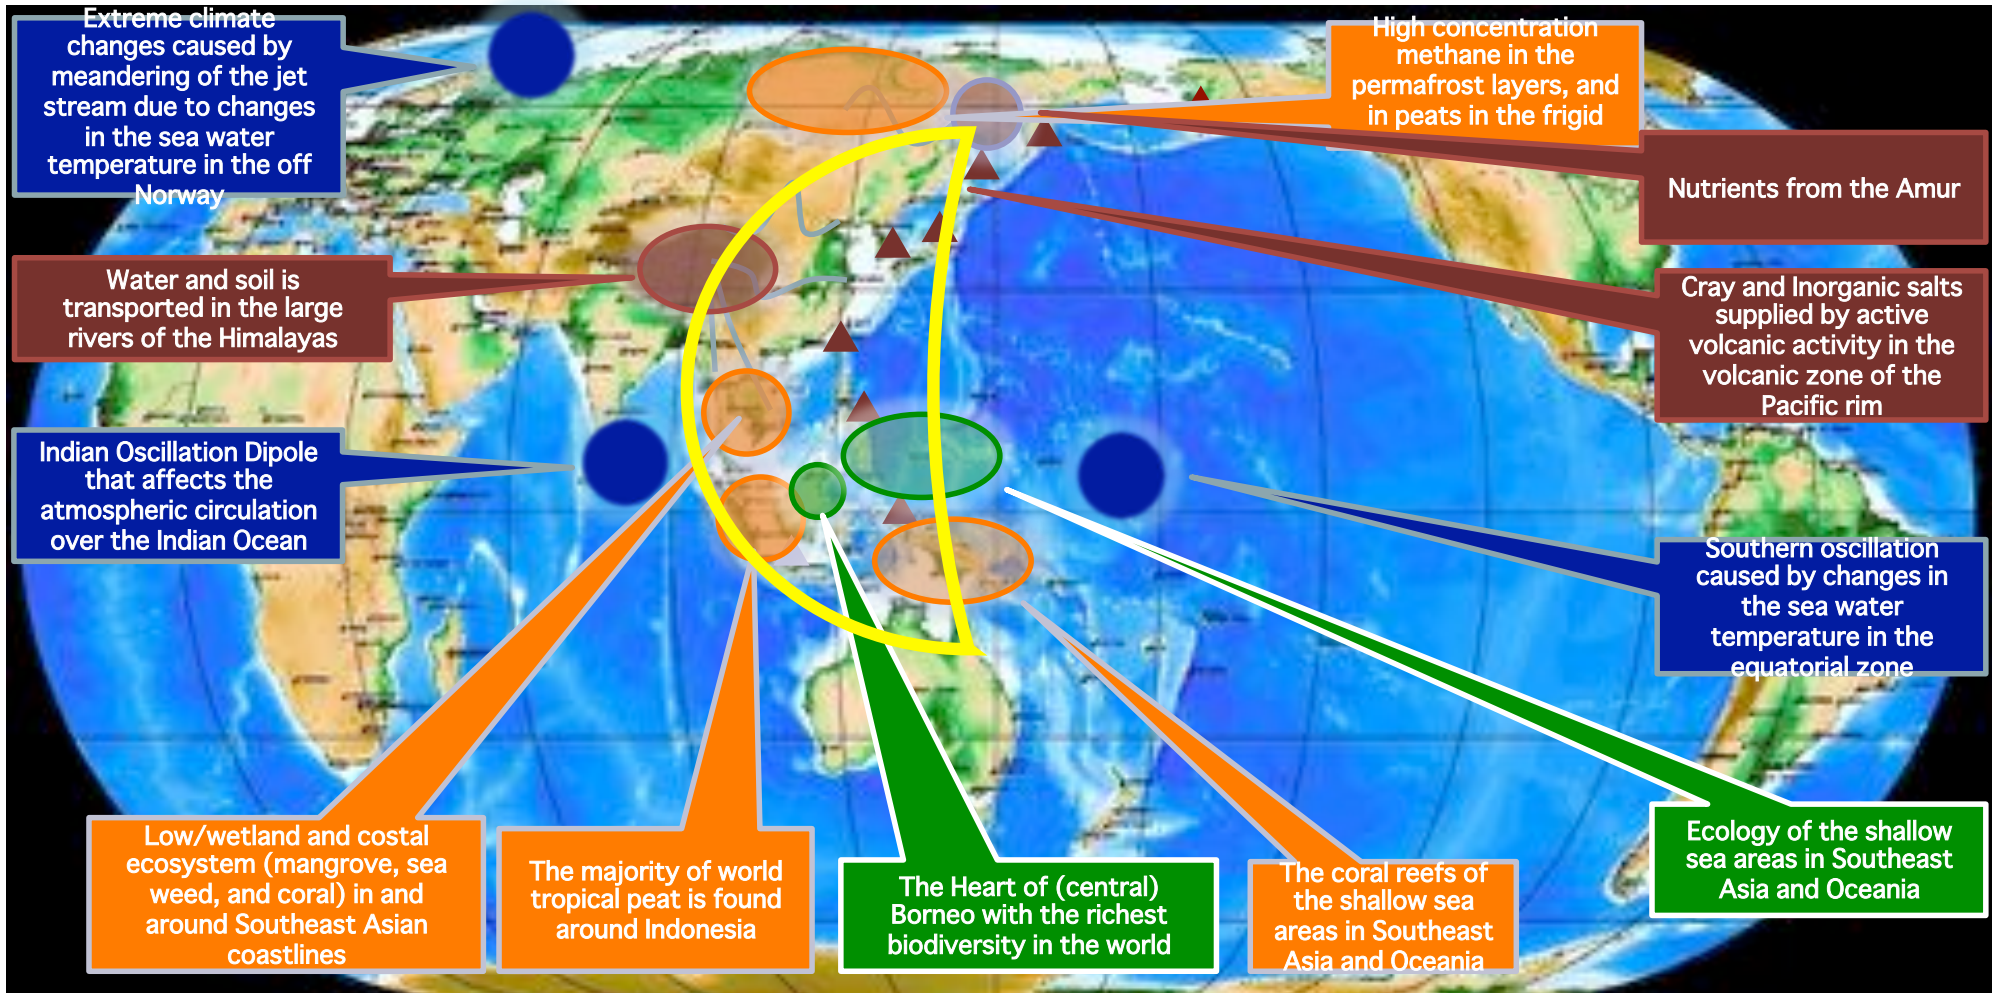 Extreme climate
changes caused by
meandering of the jet
stream due to changes
in the sea water
temperature in the off
Norway
High concentration
methane in the
permafrost layers, and
in peats in the frigid
Nutrients from the Amur
Water and soil is
transported in the large
rivers of the Himalayas
Cray and Inorganic salts
supplied by active
volcanic activity in the
volcanic zone of the
Pacific rim
Indian Oscillation Dipole
that affects the
atmospheric circulation
over the Indian Ocean
Southern oscillation
caused by changes in
the sea water
temperature in the
equatorial zone
Low/wetland and costal
ecosystem (mangrove, sea
weed, and coral) in and
around Southeast Asian
coastlines
The majority of world
tropical peat is found
around Indonesia
The Heart of (central)
Borneo with the richest
biodiversity in the world
The coral reefs of
the shallow sea
areas in Southeast
Asia and Oceania
Ecology of the shallow
sea areas in Southeast
Asia and Oceania